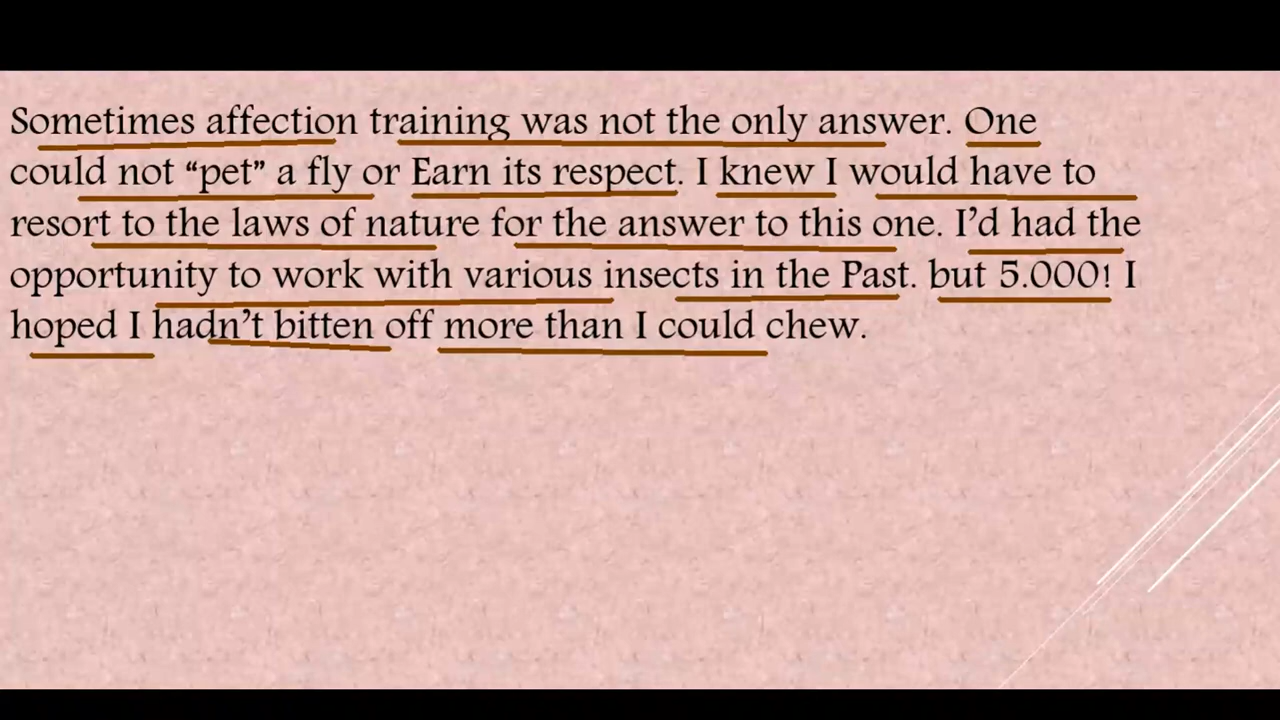 Sometimes affection training was not the only answer. One
could not “pet” a fly or Earn its respect. I knew I would have to
resort to the laws of nature for the answer to this one. I’d had the
opportunity to work with various insects in the Past. but 5.000! I
hoped I hadn’t bitten off more than I could chew.